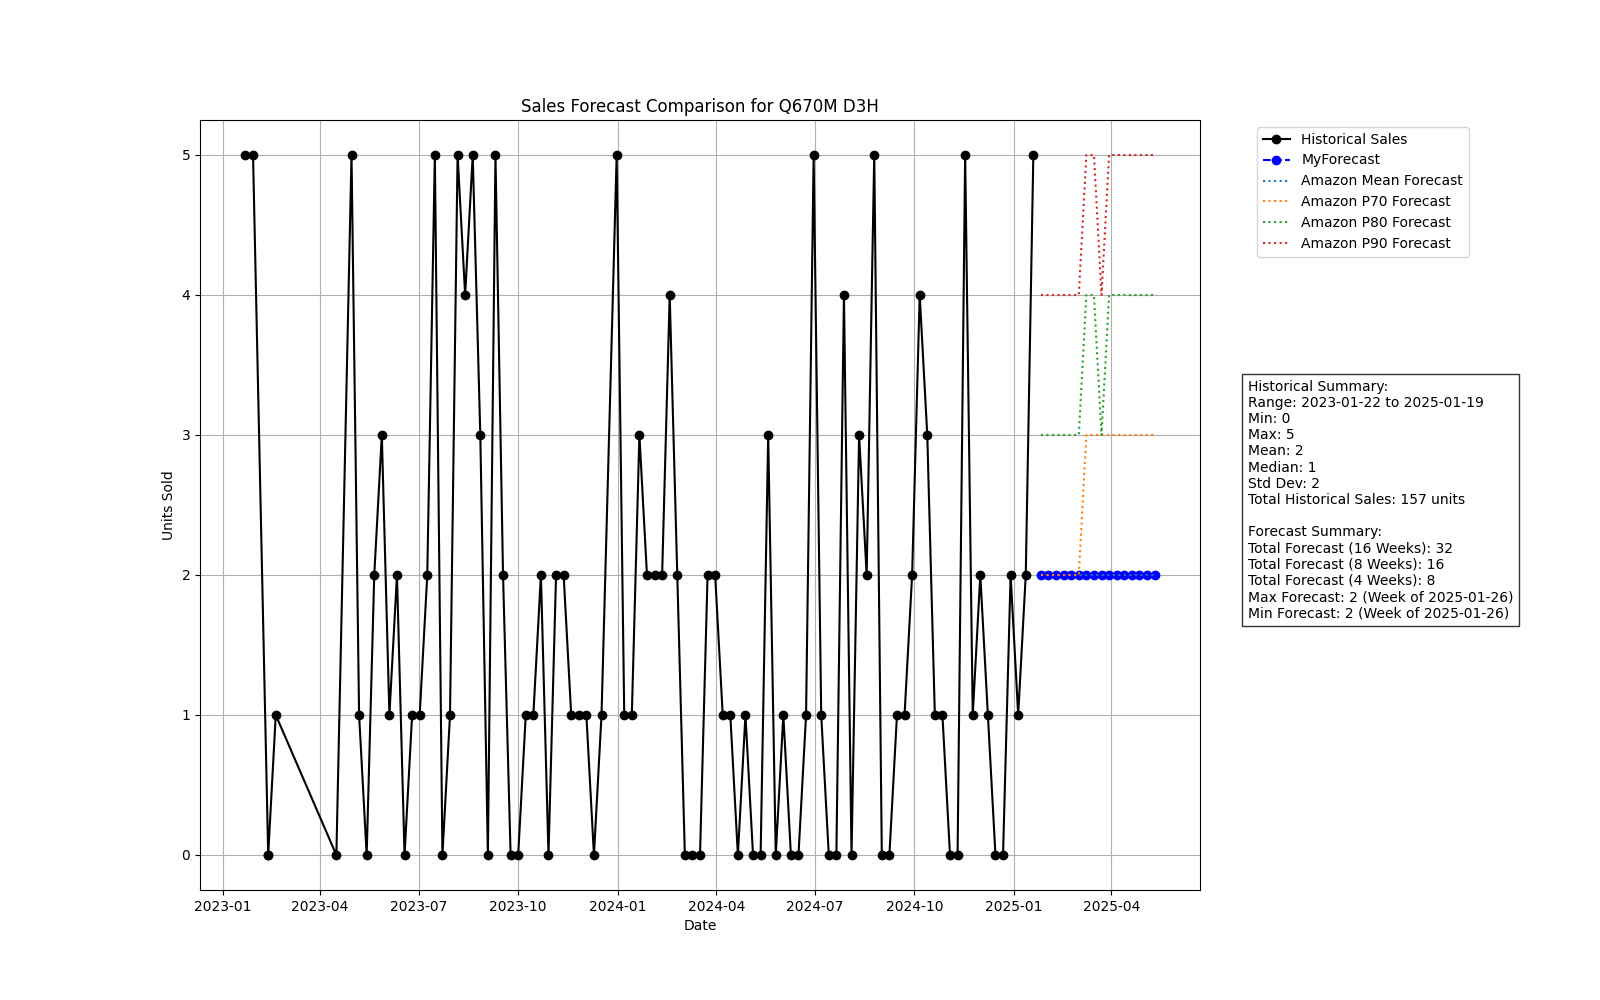 Sales Forecast Comparison for Q670M D3H
Units Sold
5
4
3
2
1
0
2023-01
2023-04
2023-07
2023-10
2024-01
2024-04
2024-07
2024-10
2025-01
2025-04
Date
Historical Sales
MyForecast
Amazon Mean Forecast
Amazon P70 Forecast
Amazon P80 Forecast
Amazon P90 Forecast
Historical Summary:
Range: 2023-01-22 to 2025-01-19
Min: 0
Max: 5
Mean: 2
Median: 1
Std Dev: 2
Total Historical Sales: 157 units
Forecast Summary:
Total Forecast (16 Weeks): 32
Total Forecast (8 Weeks): 16
Total Forecast (4 Weeks): 8
Max Forecast: 2 (Week of 2025-01-26)
Min Forecast: 2 (Week of 2025-01-26)